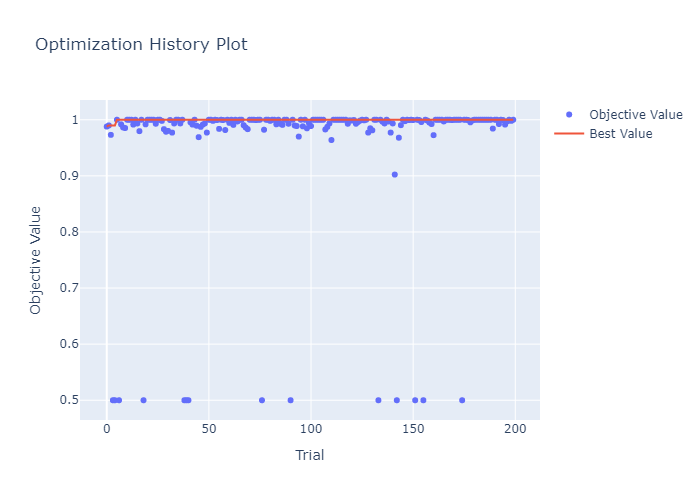 Optimization History Plot
Objective Value
Best Value
1
0.9
0.8
0.7
0.6
0.5
Objective Value
0
50
100
150
200
Trial